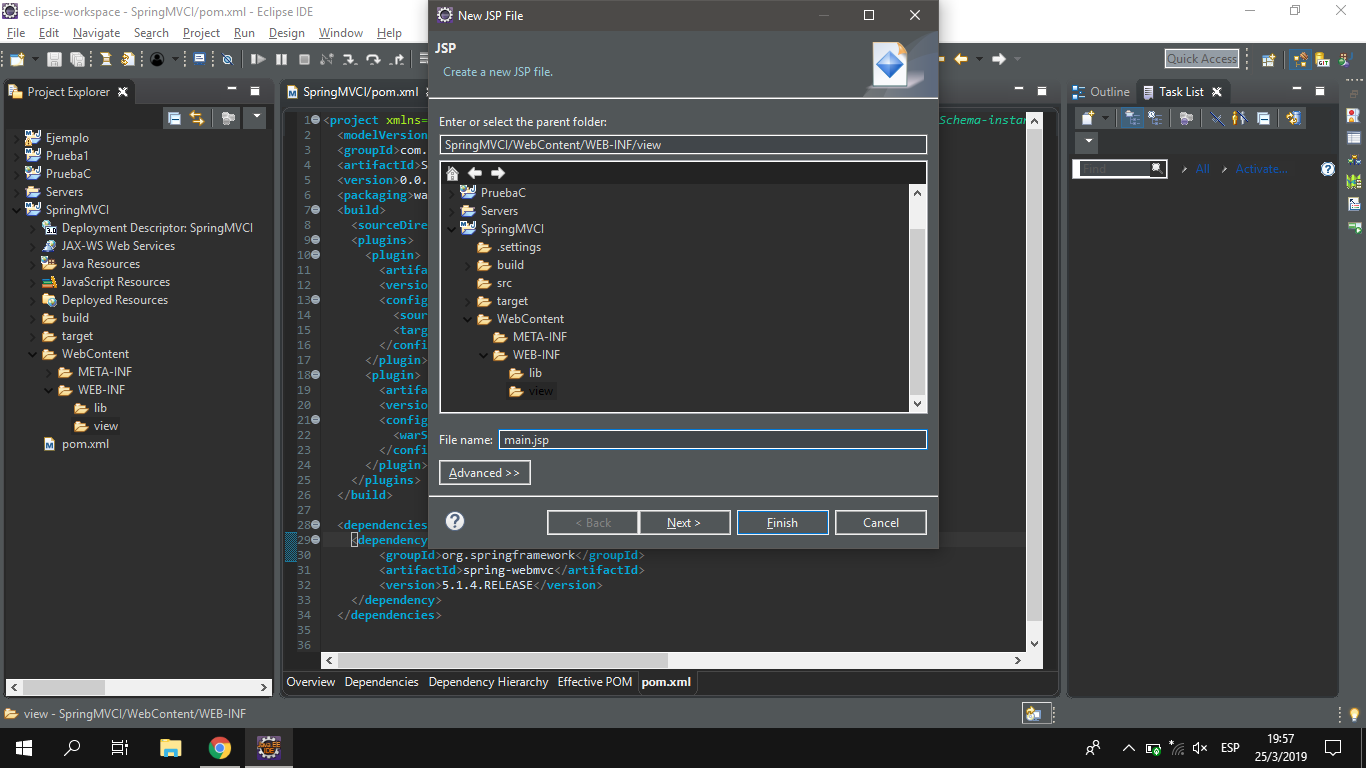 eclipse-workspace - SpringMVCI/pom.xml - Eclipse IDE
File Edit Navigate Search Project Run Design Window Help
Quick Access
Project Explorer
Ejemplo
Prueba1
PruebaC
Servers
SpringMVCI
Deployment Descriptor: SpringMVCI
JAX-WS Web Services
Java Resources
JavaScript Resources
Deployed Resources
build
target
WebContent
META-INF
WEB-INF
lib
view
pom.xml
SpringMVCI/pom.xml
1 <project xmlns= Schema-instan
2 <modelVersion
3 <groupId>com.
4 <artifactId>S
5 <version>0.0.
6 <packaging>wa
7 <build>
8 <sourceDire
9 <plugins>
10 <plugin>
11 <artifa
12 <version
13 <config
14 <sour
15 <targ
16 </confi
17 </plugin>
18 <plugin>
19 <artifa
20 <version
21 <config
22 <warS
23 </confi
24 </plugin>
25 </plugins>
26 </build>
27
28 <dependencies
29 <dependency
30 <groupId>org.springframework</groupId>
31 <artifactId>spring-webmvc</artifactId>
32 <version>5.1.4.RELEASE</version>
33 </dependency>
34 </dependencies>
35
36
Overview Dependencies Dependency Hierarchy Effective POM pom.xml
New JSP File
JSP
Create a new JSP file.
Enter or select the parent folder:
SpringMVCI/WebContent/WEB-INF/view
PruebaC
Servers
SpringMVCI
.settings
build
src
target
WebContent
META-INF
WEB-INF
lib
view
File name: main.jsp
Advanced >>
< Back Next > Finish Cancel
Outline Task List
Find All Activate...
view - SpringMVCI/WebContent/WEB-INF
ESP
19:57
25/3/2019